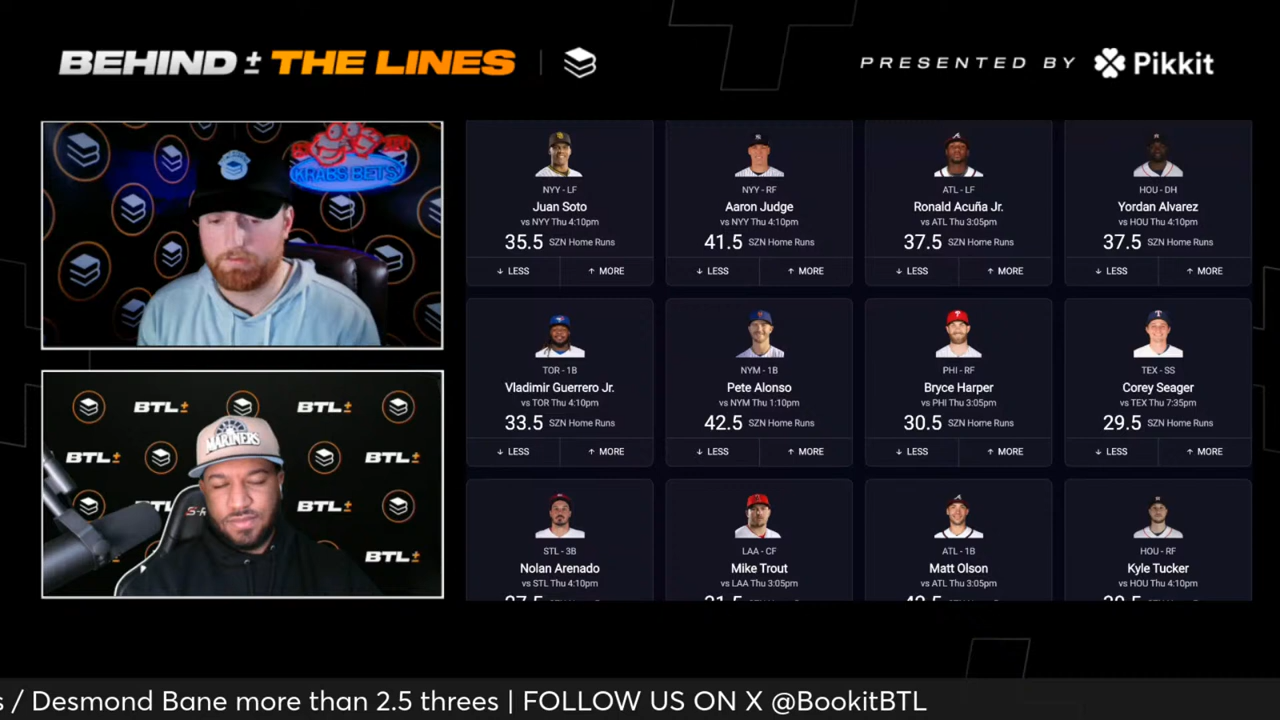 BEHIND ± THE LINES
PRESENTED BY Pikkit
KRABS BETS
NYY - LF
Juan Soto
vs NYY Thu 4:10pm
35.5 SZN Home Runs
↓ LESS ↑ MORE
NYY - RF
Aaron Judge
vs NYY Thu 4:10pm
41.5 SZN Home Runs
↓ LESS ↑ MORE
ATL - LF
Ronald Acuña Jr.
vs ATL Thu 3:05pm
37.5 SZN Home Runs
↓ LESS ↑ MORE
HOU - DH
Yordan Alvarez
vs HOU Thu 4:10pm
37.5 SZN Home Runs
↓ LESS ↑ MORE
TOR - 1B
Vladimir Guerrero Jr.
vs TOR Thu 4:10pm
33.5 SZN Home Runs
↓ LESS ↑ MORE
NYM - 1B
Pete Alonso
vs NYM Thu 1:10pm
42.5 SZN Home Runs
↓ LESS ↑ MORE
PHI - RF
Bryce Harper
vs PHI Thu 3:05pm
30.5 SZN Home Runs
↓ LESS ↑ MORE
TEX - SS
Corey Seager
vs TEX Thu 7:35pm
29.5 SZN Home Runs
↓ LESS ↑ MORE
BTL± BTL±
MARINERS
BTL± BTL±
BTL±
BTL±
STL - 3B
Nolan Arenado
vs STL Thu 4:10pm
LAA - CF
Mike Trout
vs LAA Thu 3:05pm
ATL - 1B
Matt Olson
vs ATL Thu 3:05pm
HOU - RF
Kyle Tucker
vs HOU Thu 4:10pm
s / Desmond Bane more than 2.5 threes | FOLLOW US ON X @BookitBTL